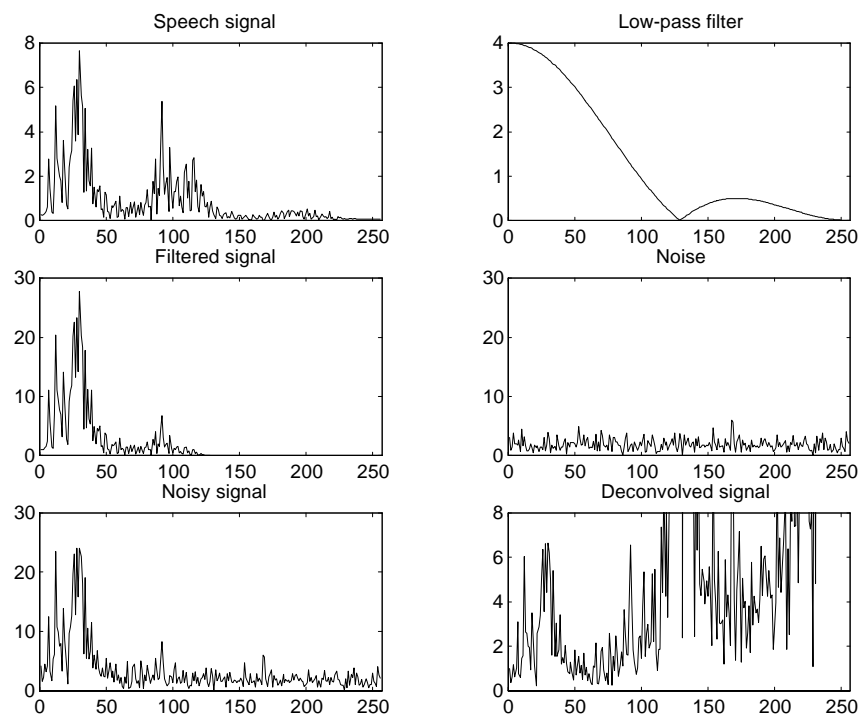 Speech signal
8
6
4
2
0
0 50 100 150 200 250
Low-pass filter
4
3
2
1
0
0 50 100 150 200 250
Filtered signal
30
20
10
0
0 50 100 150 200 250
Noise
30
20
10
0
0 50 100 150 200 250
Noisy signal
30
20
10
0
0 50 100 150 200 250
Deconvolved signal
8
6
4
2
0
0 50 100 150 200 250